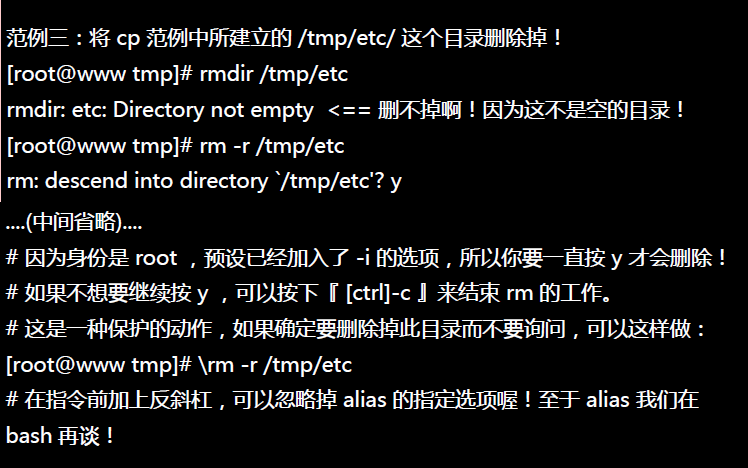 范例三：将 cp 范例中所建立的 /tmp/etc/ 这个目录删除掉！
[root@www tmp]# rmdir /tmp/etc
rmdir: etc: Directory not empty <== 删不掉啊！因为这不是空的目录！
[root@www tmp]# rm -r /tmp/etc
rm: descend into directory `/tmp/etc'? y
....(中间省略)....
# 因为身份是 root ，预设已经加入了 -i 的选项，所以你要一直按 y 才会删除！
# 如果不想要继续按 y ，可以按下『 [ctrl]-c 』来结束 rm 的工作。
# 这是一种保护的动作，如果确定要删除掉此目录而不要询问，可以这样做：
[root@www tmp]# \rm -r /tmp/etc
# 在指令前加上反斜杠，可以忽略掉 alias 的指定选项喔！至于 alias 我们在
bash 再谈！